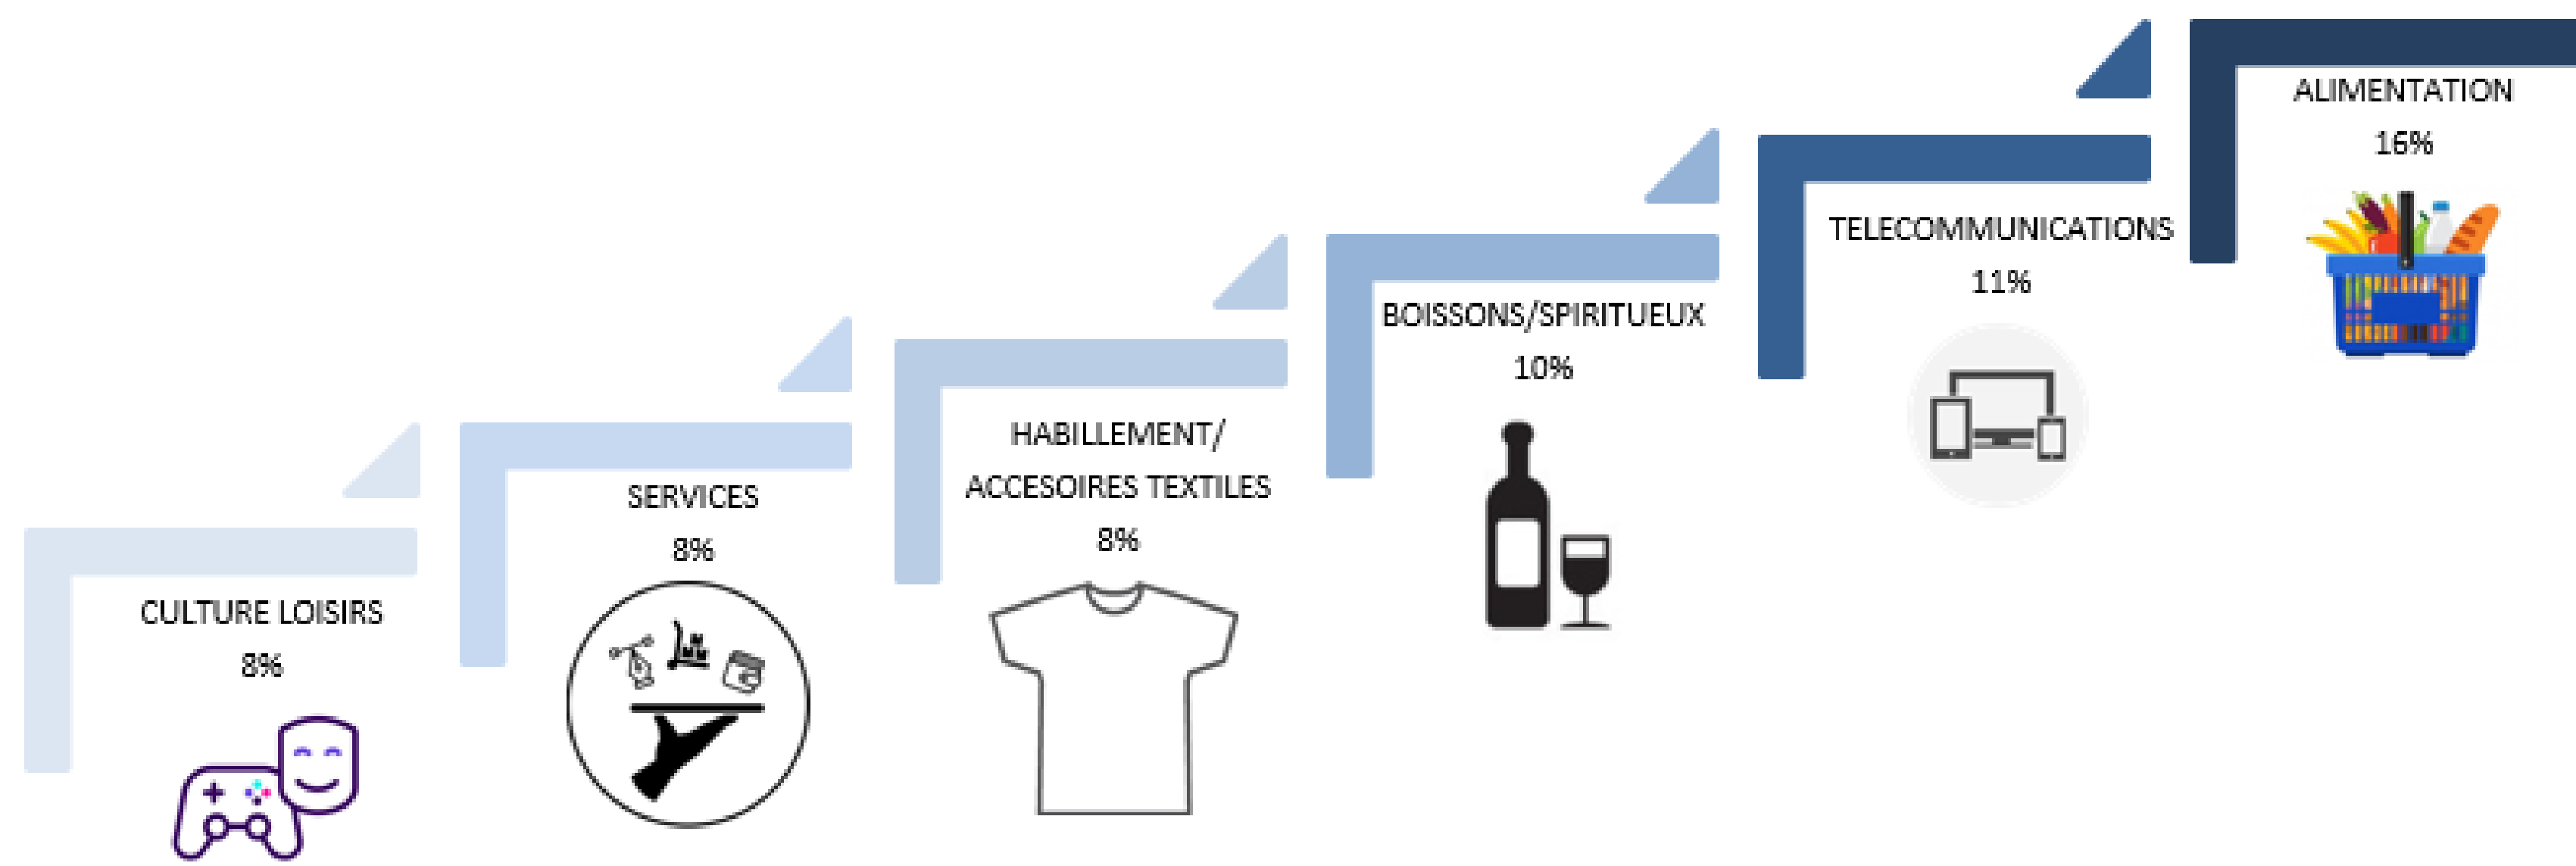 CULTURE LOISIRS
8%
SERVICES
8%
HABILLEMENT/
ACCESOIRES TEXTILES
8%
BOISSONS/SPIRITUEUX
10%
TELECOMMUNICATIONS
11%
ALIMENTATION
16%